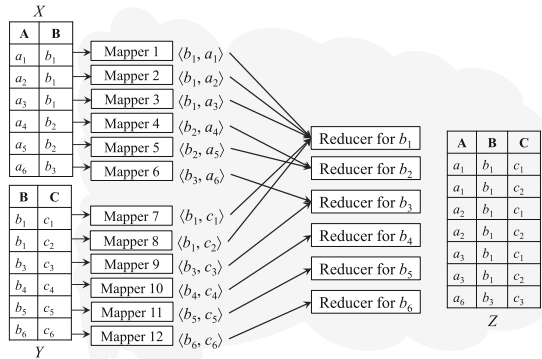 X
A B
a1 b1
a2 b1
a3 b1
a4 b2
a5 b2
a6 b3
Mapper 1 ⟨b1, a1⟩
Mapper 2 ⟨b1, a2⟩
Mapper 3 ⟨b1, a3⟩
Mapper 4 ⟨b2, a4⟩
Mapper 5 ⟨b2, a5⟩
Mapper 6 ⟨b3, a6⟩
B C
b1 c1
b1 c2
b3 c3
b4 c4
b5 c5
b6 c6
Y
Mapper 7 ⟨b1, c1⟩
Mapper 8 ⟨b1, c2⟩
Mapper 9 ⟨b3, c3⟩
Mapper 10 ⟨b4, c4⟩
Mapper 11 ⟨b5, c5⟩
Mapper 12 ⟨b6, c6⟩
Reducer for b1
Reducer for b2
Reducer for b3
Reducer for b4
Reducer for b5
Reducer for b6
A B C
a1 b1 c1
a1 b1 c2
a2 b1 c1
a2 b1 c2
a3 b1 c1
a3 b1 c2
a6 b3 c3
Z